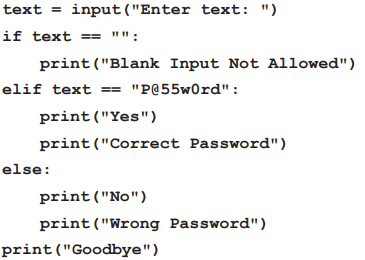 text = input("Enter text: ")
if text == "":
    print("Blank Input Not Allowed")
elif text == "P@55w0rd":
    print("Yes")
    print("Correct Password")
else:
    print("No")
    print("Wrong Password")
print("Goodbye")